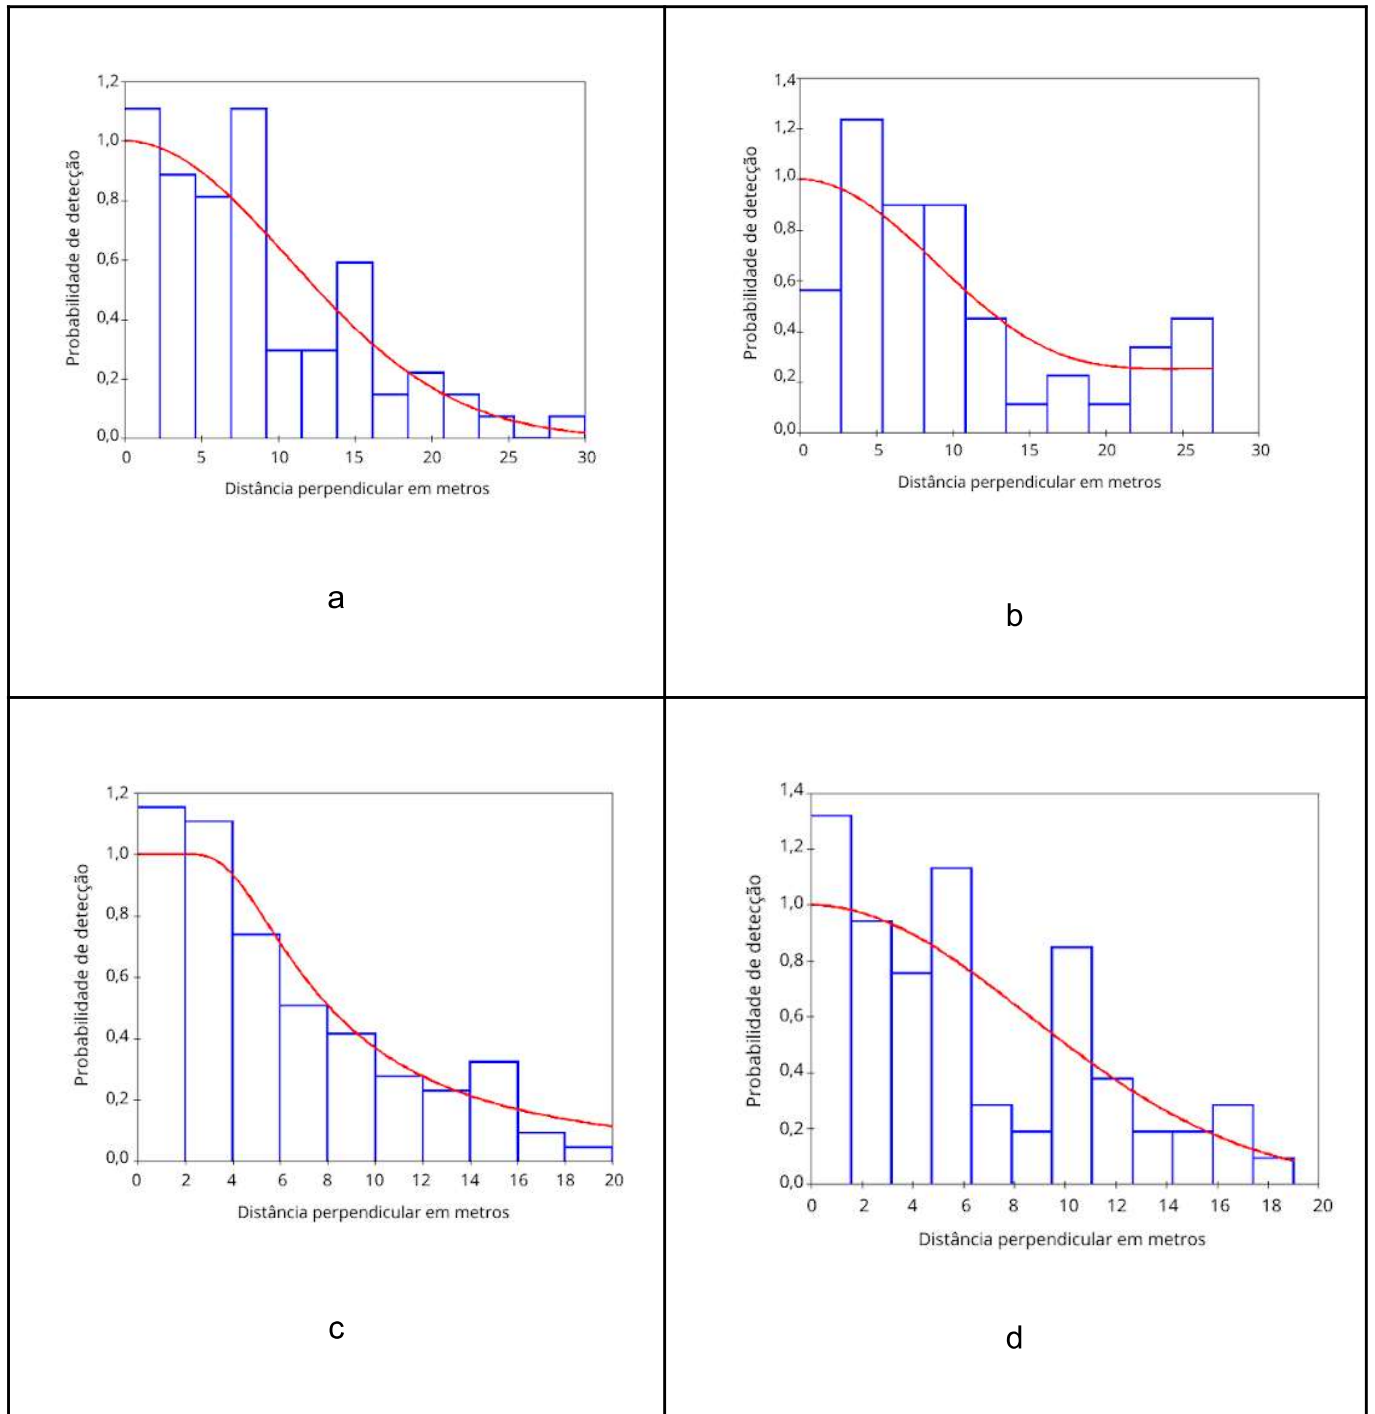 1,2
1,0
0,8
0,6
0,4
0,2
0,0
0 5 10 15 20 25 30
Probabilidade de detecção
Distância perpendicular em metros
a
1,4
1,2
1,0
0,8
0,6
0,4
0,2
0,0
0 5 10 15 20 25 30
Probabilidade de detecção
Distância perpendicular em metros
b
1,2
1,0
0,8
0,6
0,4
0,2
0,0
0 2 4 6 8 10 12 14 16 18 20
Probabilidade de detecção
Distância perpendicular em metros
c
1,4
1,2
1,0
0,8
0,6
0,4
0,2
0,0
0 2 4 6 8 10 12 14 16 18 20
Probabilidade de detecção
Distância perpendicular em metros
d